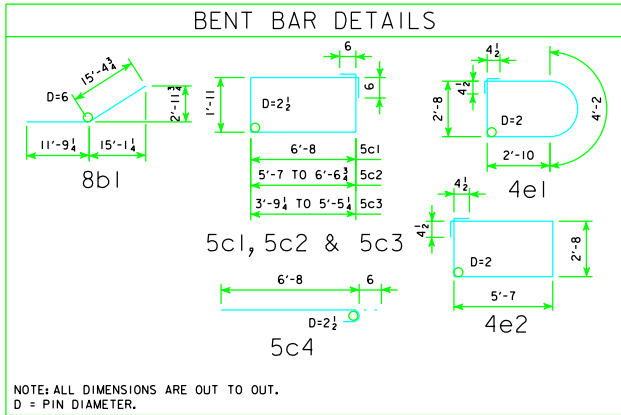 BENT BAR DETAILS
15'-4¾
D=6
2'-11¾
11'-9¼
15'-1¼
8b1
6
6
1'-11
D=2½
6'-8
5c1
5'-7 TO 6'-6¾
5c2
3'-9¼ TO 5'-5¼
5c3
5c1, 5c2 & 5c3
4½
4½
2'-8
D=2
4'-2
2'-10
4e1
4½
4½
D=2
2'-8
5'-7
4e2
6'-8
6
D=2½
5c4
NOTE: ALL DIMENSIONS ARE OUT TO OUT.
D = PIN DIAMETER.